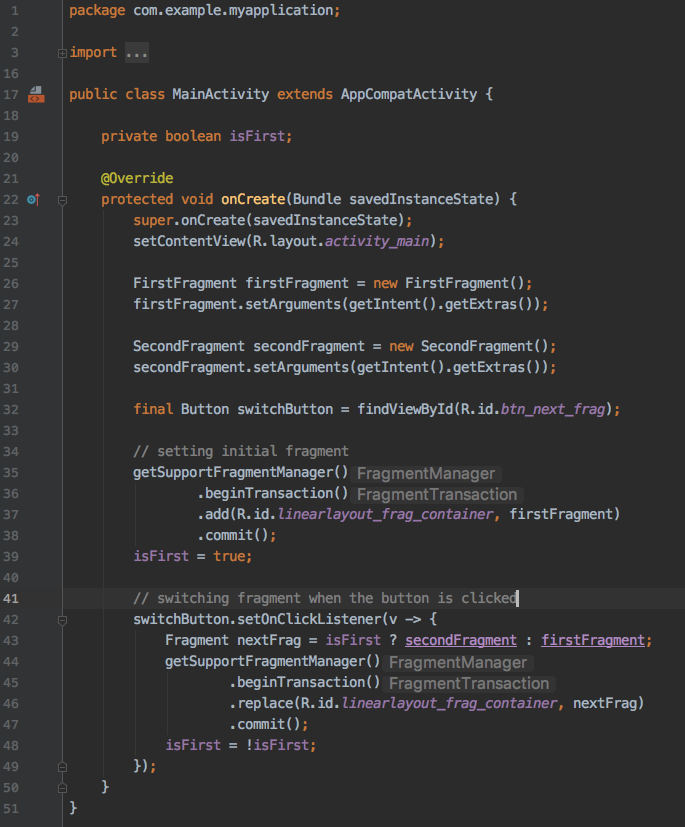 1 package com.example.myapplication;
2
3 import ...
16
17 public class MainActivity extends AppCompatActivity {
18
19     private boolean isFirst;
20
21     @Override
22     protected void onCreate(Bundle savedInstanceState) {
23         super.onCreate(savedInstanceState);
24         setContentView(R.layout.activity_main);
25
26         FirstFragment firstFragment = new FirstFragment();
27         firstFragment.setArguments(getIntent().getExtras());
28
29         SecondFragment secondFragment = new SecondFragment();
30         secondFragment.setArguments(getIntent().getExtras());
31
32         final Button switchButton = findViewById(R.id.btn_next_frag);
33
34         // setting initial fragment
35         getSupportFragmentManager() FragmentManager
36                 .beginTransaction() FragmentTransaction
37                 .add(R.id.linearlayout_frag_container, firstFragment)
38                 .commit();
39         isFirst = true;
40
41         // switching fragment when the button is clicked
42         switchButton.setOnClickListener(v -> {
43             Fragment nextFrag = isFirst ? secondFragment : firstFragment;
44             getSupportFragmentManager() FragmentManager
45                     .beginTransaction() FragmentTransaction
46                     .replace(R.id.linearlayout_frag_container, nextFrag)
47                     .commit();
48             isFirst = !isFirst;
49         });
50     }
51 }